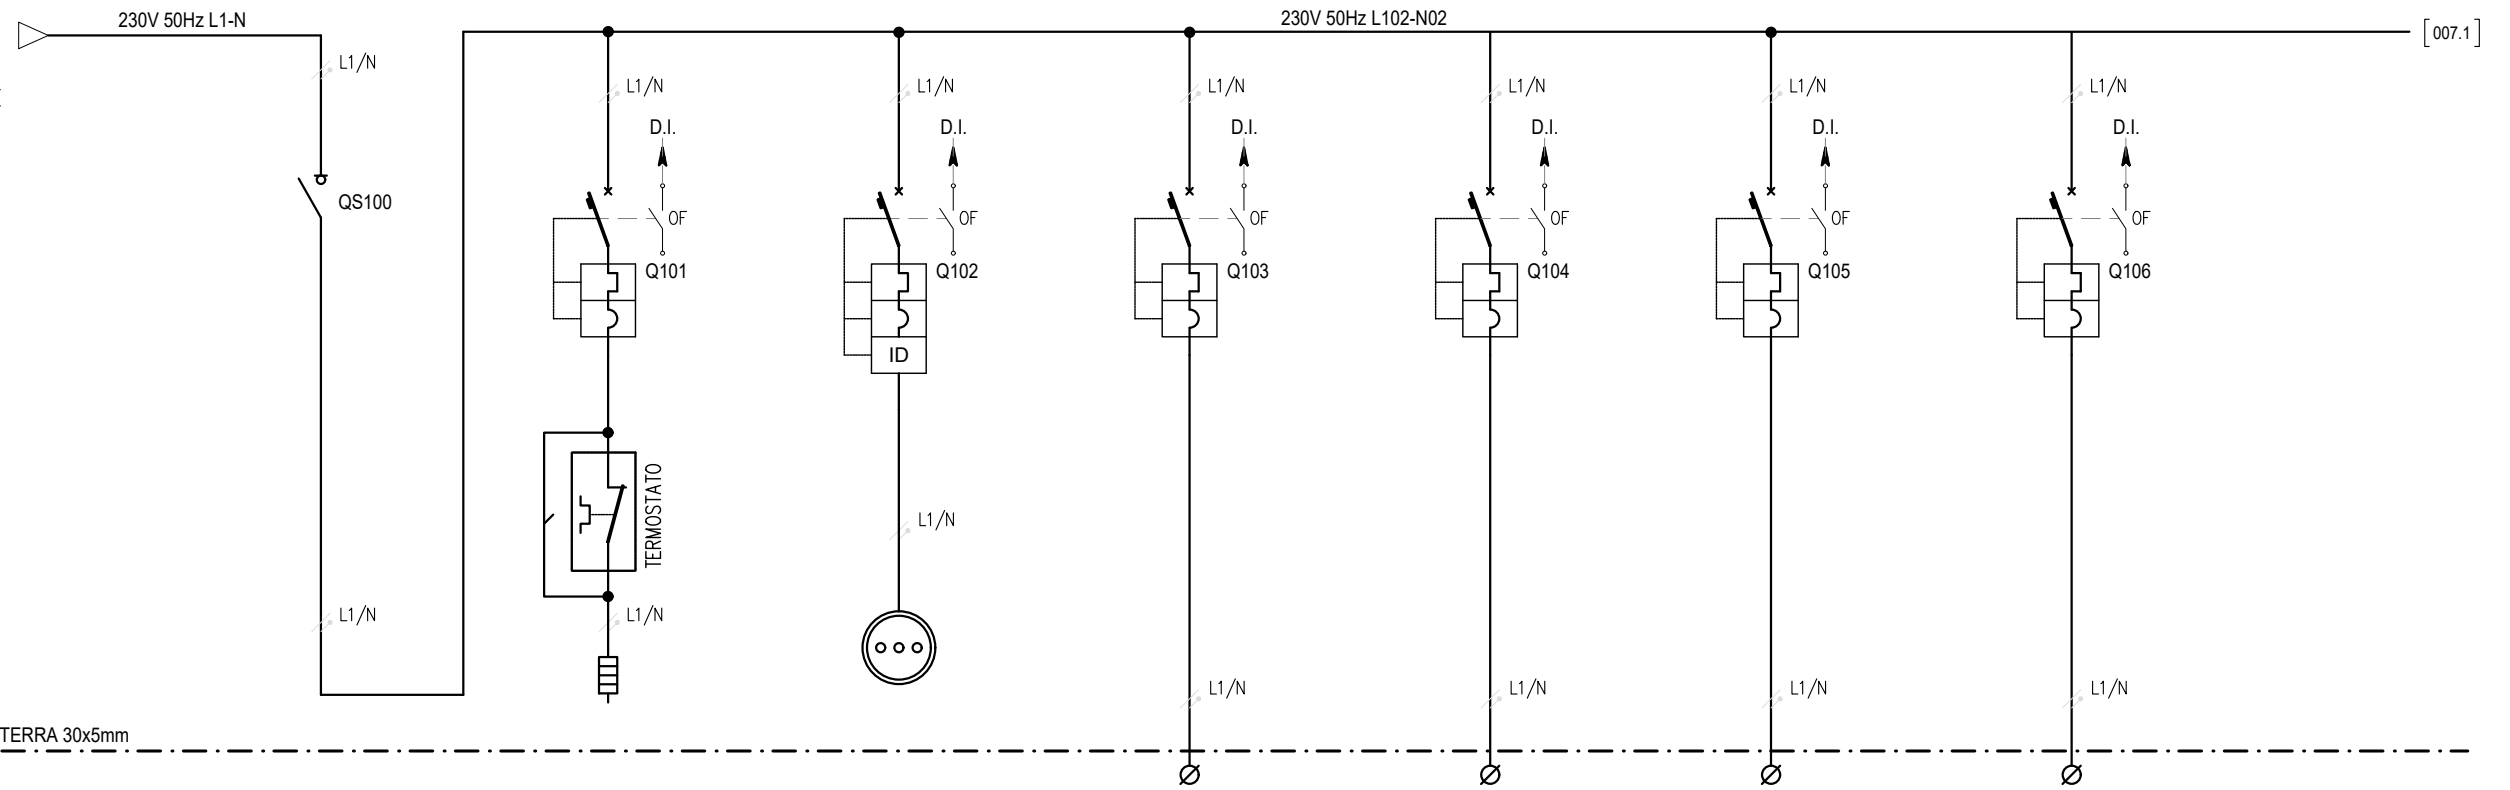 230V 50Hz L1-N
230V 50Hz L102-N02
007.1
L1/N
L1/N
L1/N
L1/N
L1/N
L1/N
L1/N
D.I.
D.I.
D.I.
D.I.
D.I.
D.I.
QS100
OF
OF
OF
OF
OF
OF
Q101
Q102
Q103
Q104
Q105
Q106
ID
TERMOSTATO
L1/N
L1/N
L1/N
L1/N
L1/N
L1/N
L1/N
TERRA 30x5mm